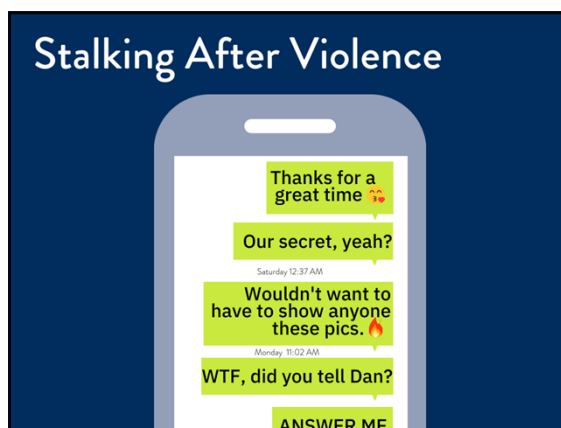 Stalking After Violence
Thanks for a
great time 😘
Our secret, yeah?
Saturday 12:37 AM
Wouldn't want to
have to show anyone
these pics.🔥
Monday 11:02 AM
WTF, did you tell Dan?
ANSWER ME